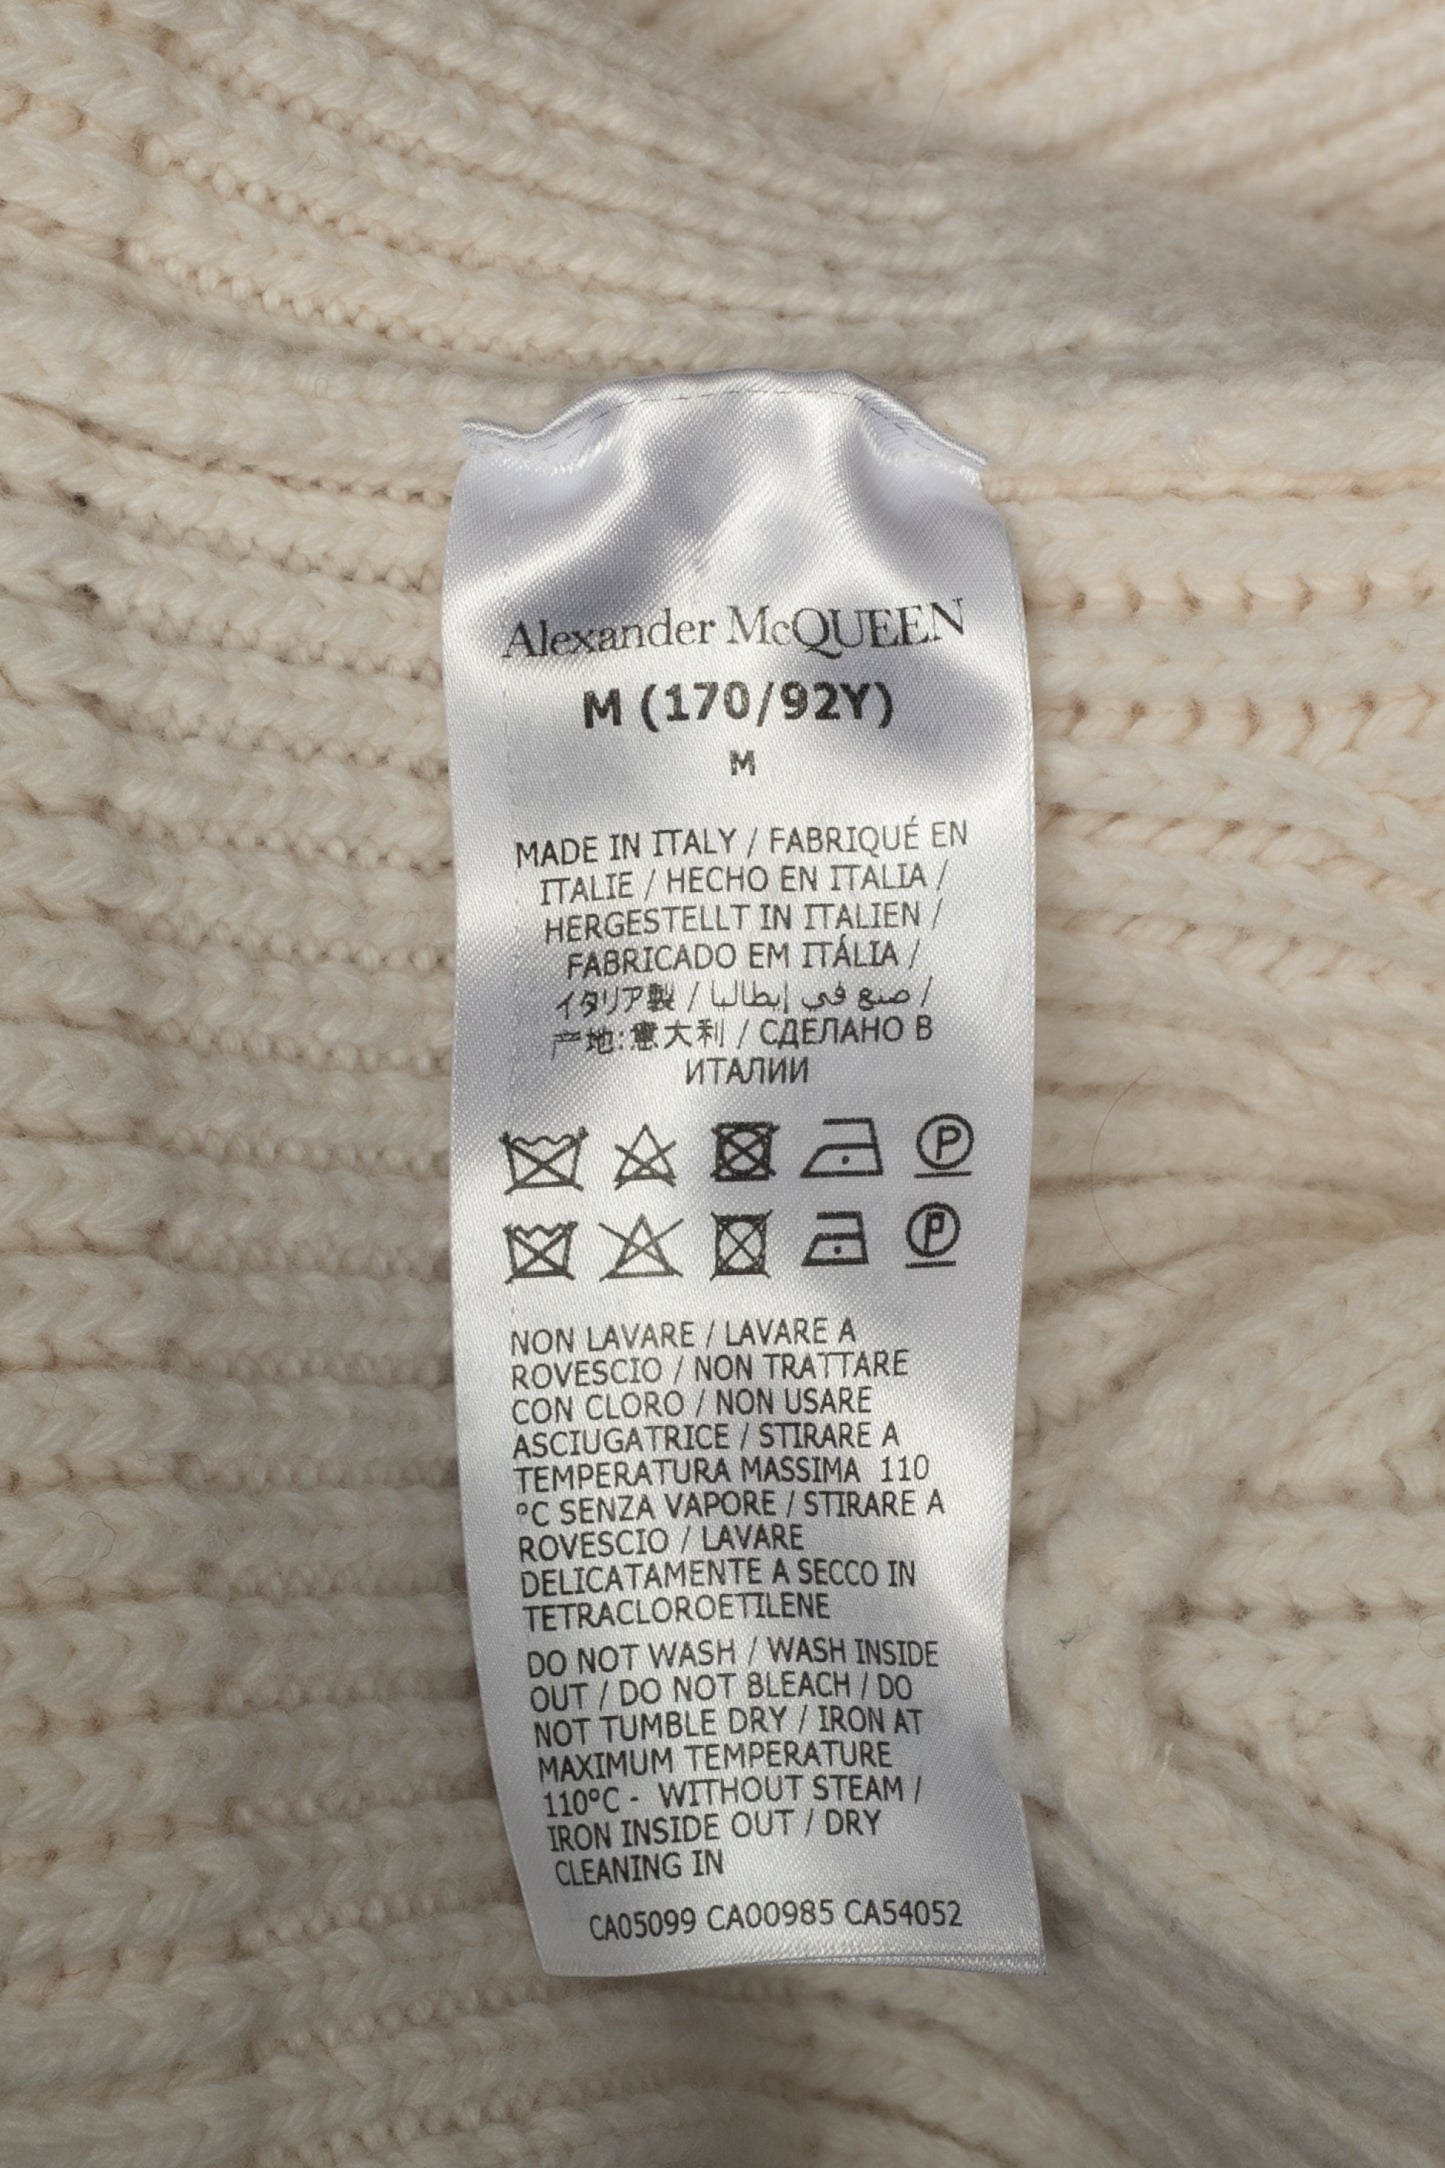 Alexander McQUEEN
M (170/92Y)
M
MADE IN ITALY / FABRIQUÉ EN
ITALIE / HECHO EN ITALIA /
HERGESTELLT IN ITALIEN /
FABRICADO EM ITÁLIA /
イタリア製 / صنع في إيطاليا /
产地:意大利 / СДЕЛАНО В
ИТАЛИИ
P
P
NON LAVARE / LAVARE A
ROVESCIO / NON TRATTARE
CON CLORO / NON USARE
ASCIUGATRICE / STIRARE A
TEMPERATURA MASSIMA 110
°C SENZA VAPORE / STIRARE A
ROVESCIO / LAVARE
DELICATAMENTE A SECCO IN
TETRACLOROETILENE
DO NOT WASH / WASH INSIDE
OUT / DO NOT BLEACH / DO
NOT TUMBLE DRY / IRON AT
MAXIMUM TEMPERATURE
110°C - WITHOUT STEAM /
IRON INSIDE OUT / DRY
CLEANING IN
CA05099 CA00985 CA54052